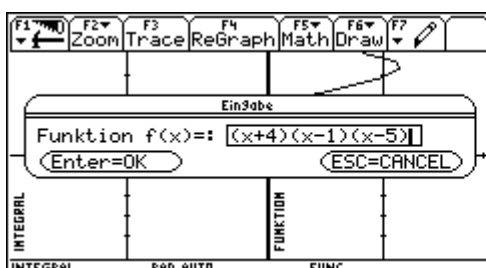 F1 F2 F3 F4 F5 F6 F7
Zoom Trace ReGraph Math Draw
Eingabe
Funktion f(x)=: (x+4)(x-1)(x-5)
Enter=OK ESC=CANCEL
INTEGRAL
FUNKTION
INTEGRAL RAD AUTO FUNC